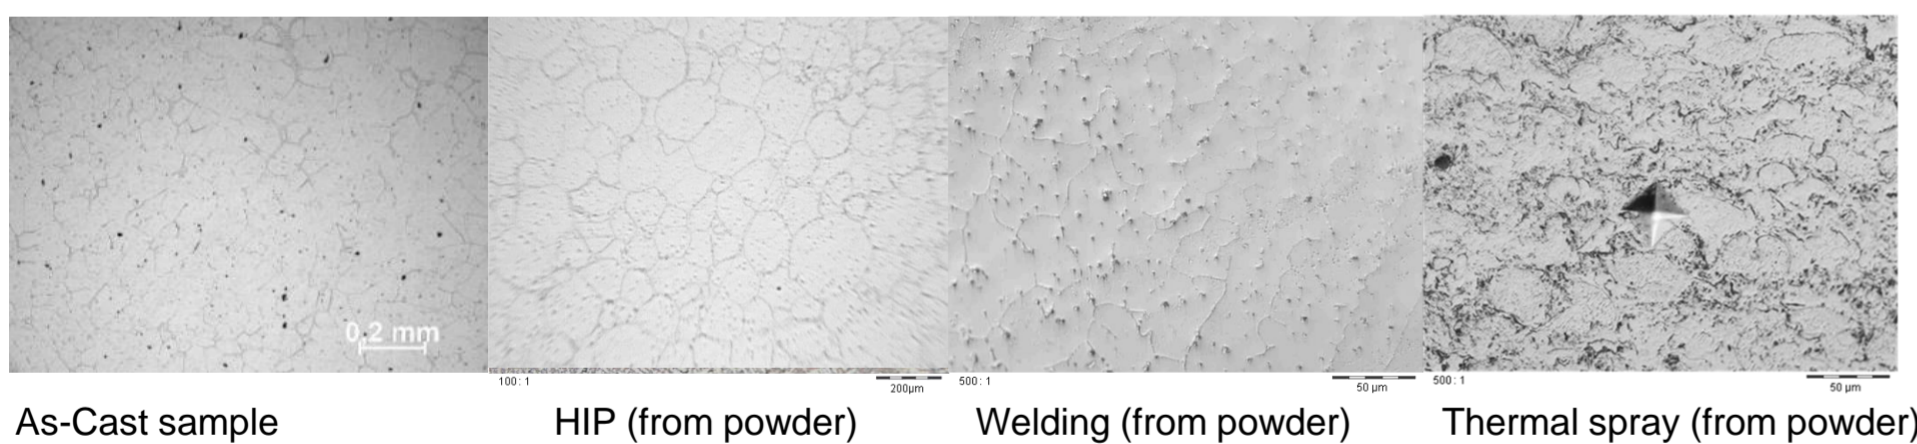 0,2 mm
100 : 1
200µm
500 : 1
50 µm
500 : 1
50 µm
As-Cast sample
HIP (from powder)
Welding (from powder)
Thermal spray (from powder)